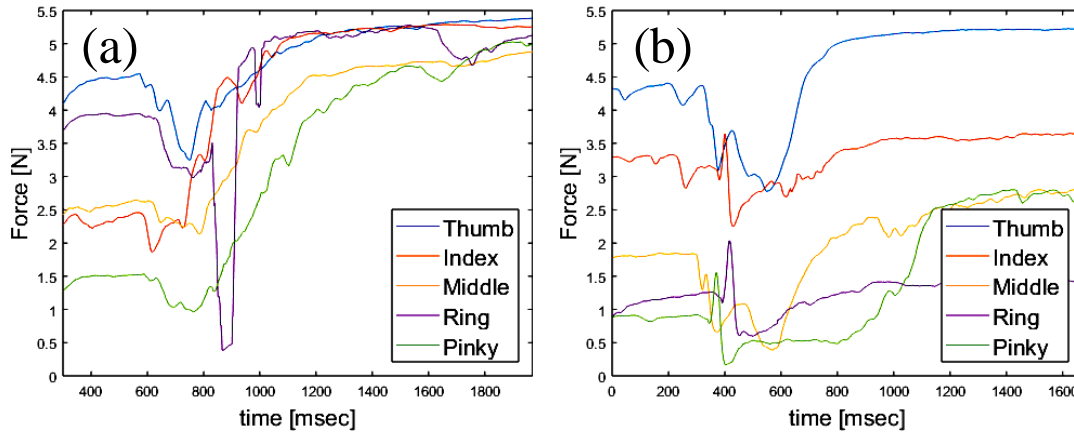 (a)
5.5
5
4.5
4
3.5
3
2.5
2
1.5
1
0.5
0
Force [N]
400 600 800 1000 1200 1400 1600 1800
time [msec]
Thumb
Index
Middle
Ring
Pinky
(b)
5.5
5
4.5
4
3.5
3
2.5
2
1.5
1
0.5
0
Force [N]
0 200 400 600 800 1000 1200 1400 1600
time [msec]
Thumb
Index
Middle
Ring
Pinky